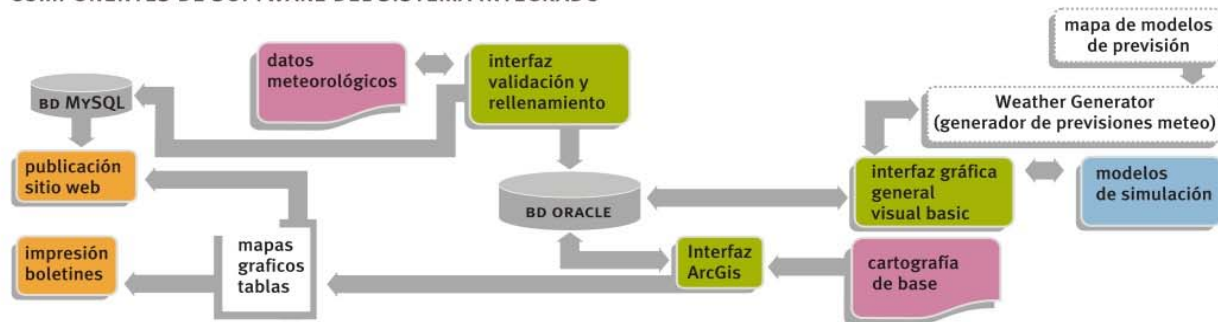 mapa de modelos
de previsión
datos
meteorológicos
interfaz
validación y
rellenamiento
BD MYSQL
Weather Generator
(generador de previsiones meteo)
publicación
sitio web
interfaz gráfica
general
visual basic
modelos
de simulación
BD ORACLE
impresión
boletines
mapas
graficos
tablas
Interfaz
ArcGis
cartografía
de base